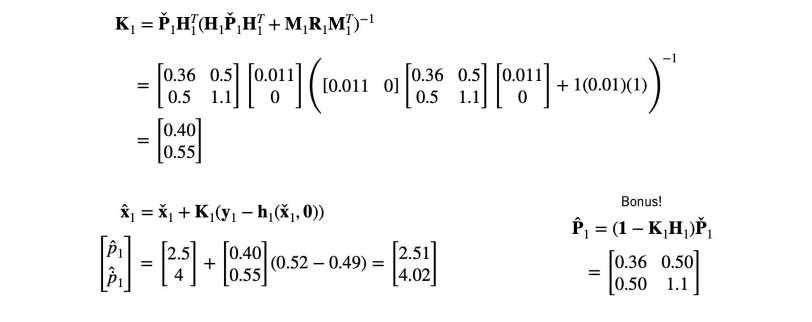 K₁ = P̌₁H₁ᵀ(H₁P̌₁H₁ᵀ + M₁R₁M₁ᵀ)⁻¹
= [0.36 0.5; 0.5 1.1] [0.011; 0] ([0.011 0] [0.36 0.5; 0.5 1.1] [0.011; 0] + 1(0.01)(1))⁻¹
= [0.40; 0.55]
x̂₁ = x̌₁ + K₁(y₁ − h₁(x̌₁, 0))
[p̂₁; p̂̇₁] = [2.5; 4] + [0.40; 0.55] (0.52 − 0.49) = [2.51; 4.02]
Bonus!
P̂₁ = (1 − K₁H₁)P̌₁
= [0.36 0.50; 0.50 1.1]